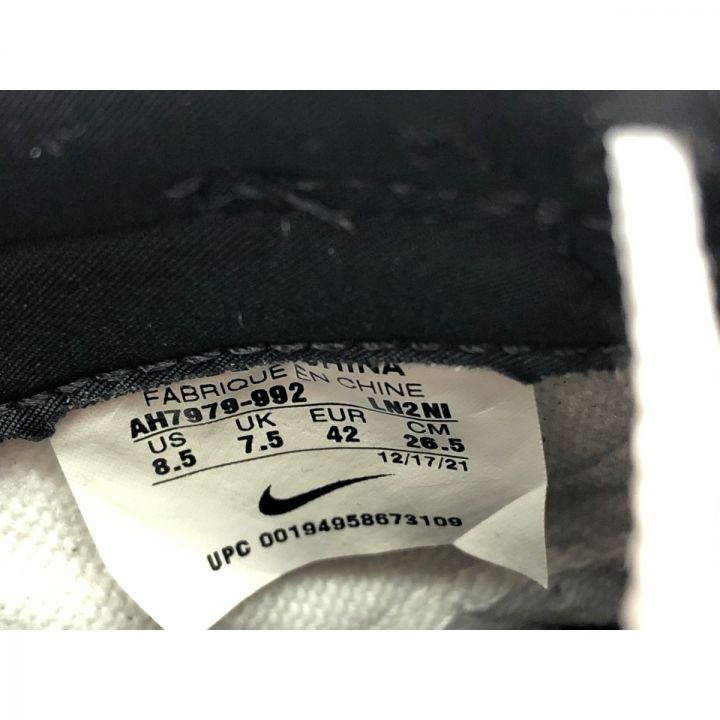 CHINA
FABRIQUE EN CHINE
AH7979-992 LN2NI
US UK EUR CM
8.5 7.5 42 26.5
12/17/21
UPC 00194958673109